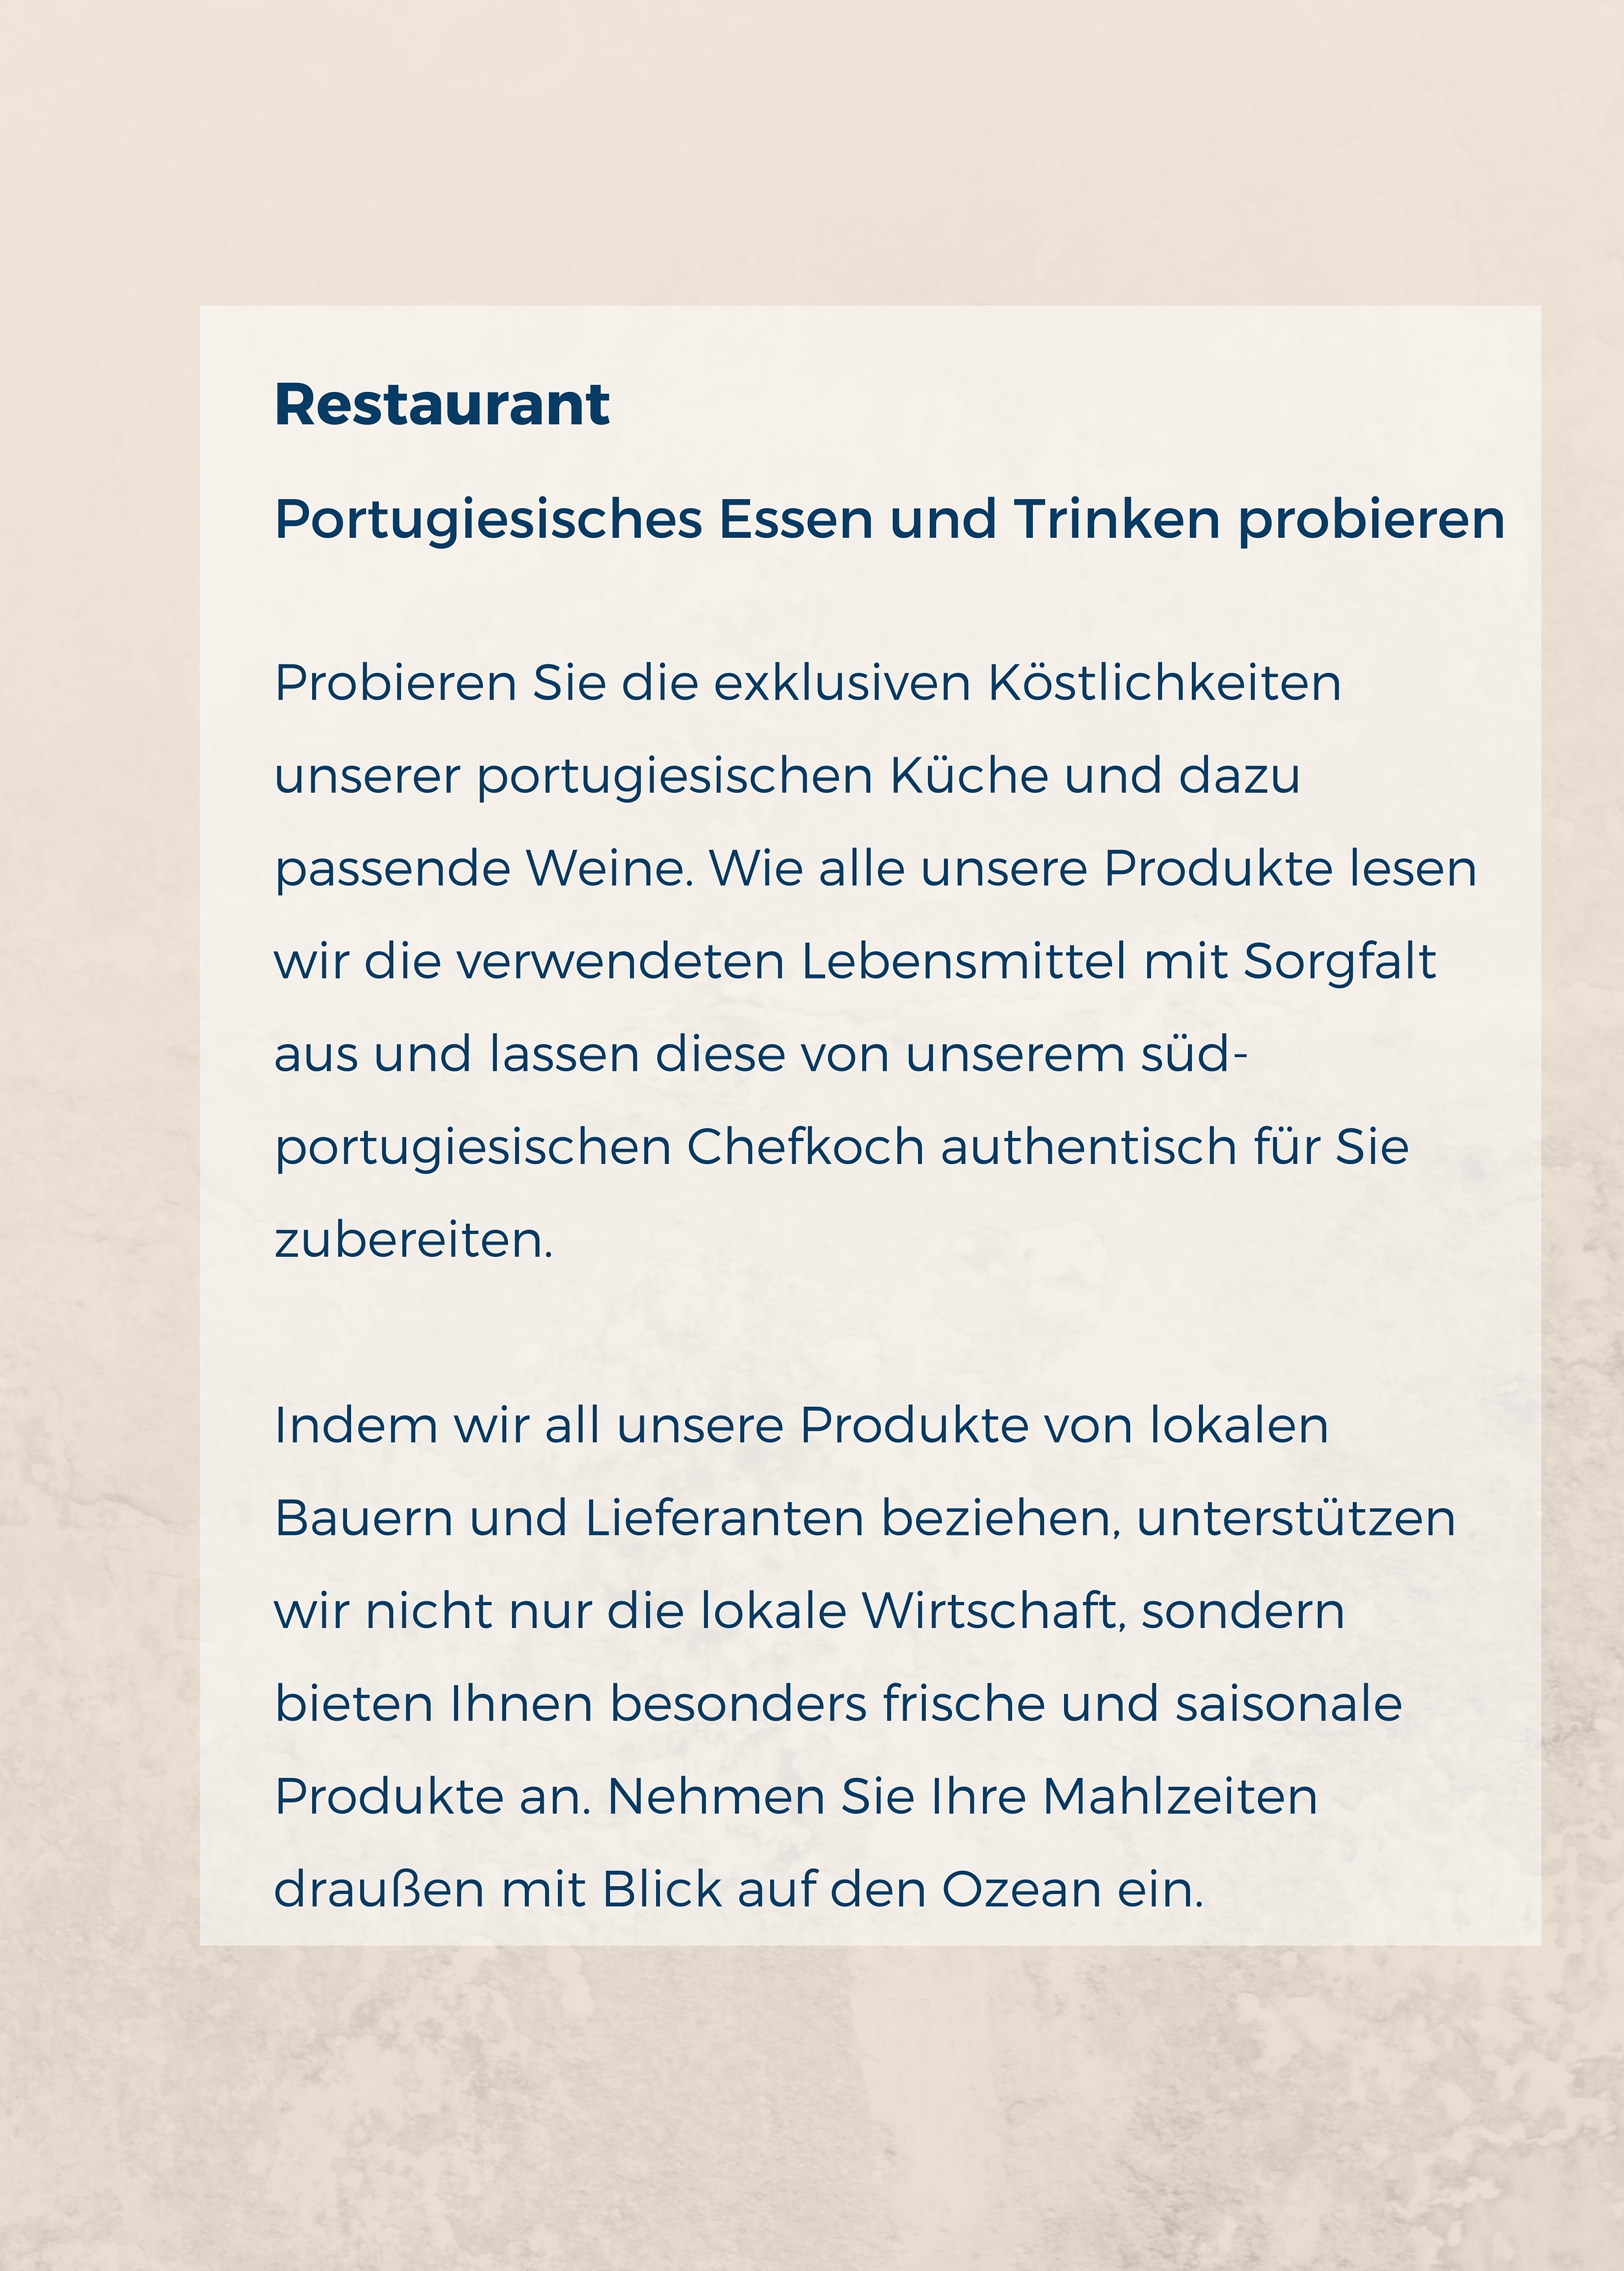 Restaurant
Portugiesisches Essen und Trinken probieren
Probieren Sie die exklusiven Köstlichkeiten
unserer portugiesischen Küche und dazu
passende Weine. Wie alle unsere Produkte lesen
wir die verwendeten Lebensmittel mit Sorgfalt
aus und lassen diese von unserem süd-
portugiesischen Chefkoch authentisch für Sie
zubereiten.
Indem wir all unsere Produkte von lokalen
Bauern und Lieferanten beziehen, unterstützen
wir nicht nur die lokale Wirtschaft, sondern
bieten Ihnen besonders frische und saisonale
Produkte an. Nehmen Sie Ihre Mahlzeiten
draußen mit Blick auf den Ozean ein.